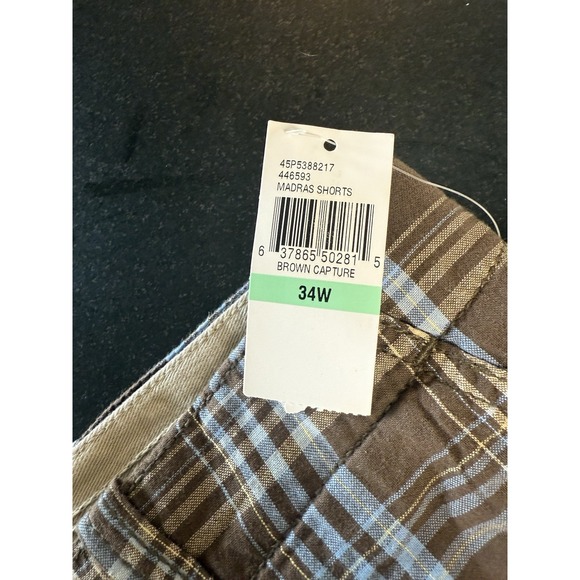 45P5388217
446593
MADRAS SHORTS
6 37865 50281 5
BROWN CAPTURE
34W